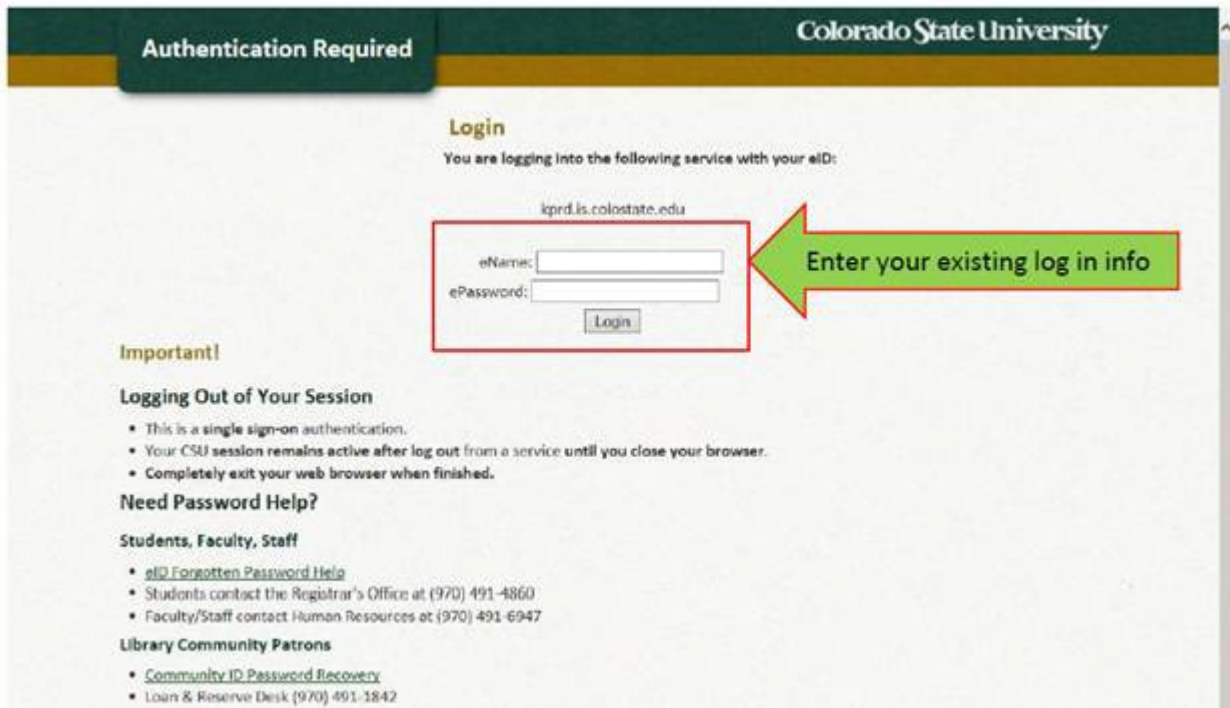 Authentication Required
Colorado State University
Login
You are logging into the following service with your eID:
kprd.is.colostate.edu
eName:
ePassword:
Login
Enter your existing log in info
Important!
Logging Out of Your Session
• This is a single sign-on authentication.
• Your CSU session remains active after log out from a service until you close your browser.
• Completely exit your web browser when finished.
Need Password Help?
Students, Faculty, Staff
• eID Forgotten Password Help
• Students contact the Registrar's Office at (970) 491-4860
• Faculty/Staff contact Human Resources at (970) 491-6947
Library Community Patrons
• Community ID Password Recovery
• Loan & Reserve Desk (970) 491-1842